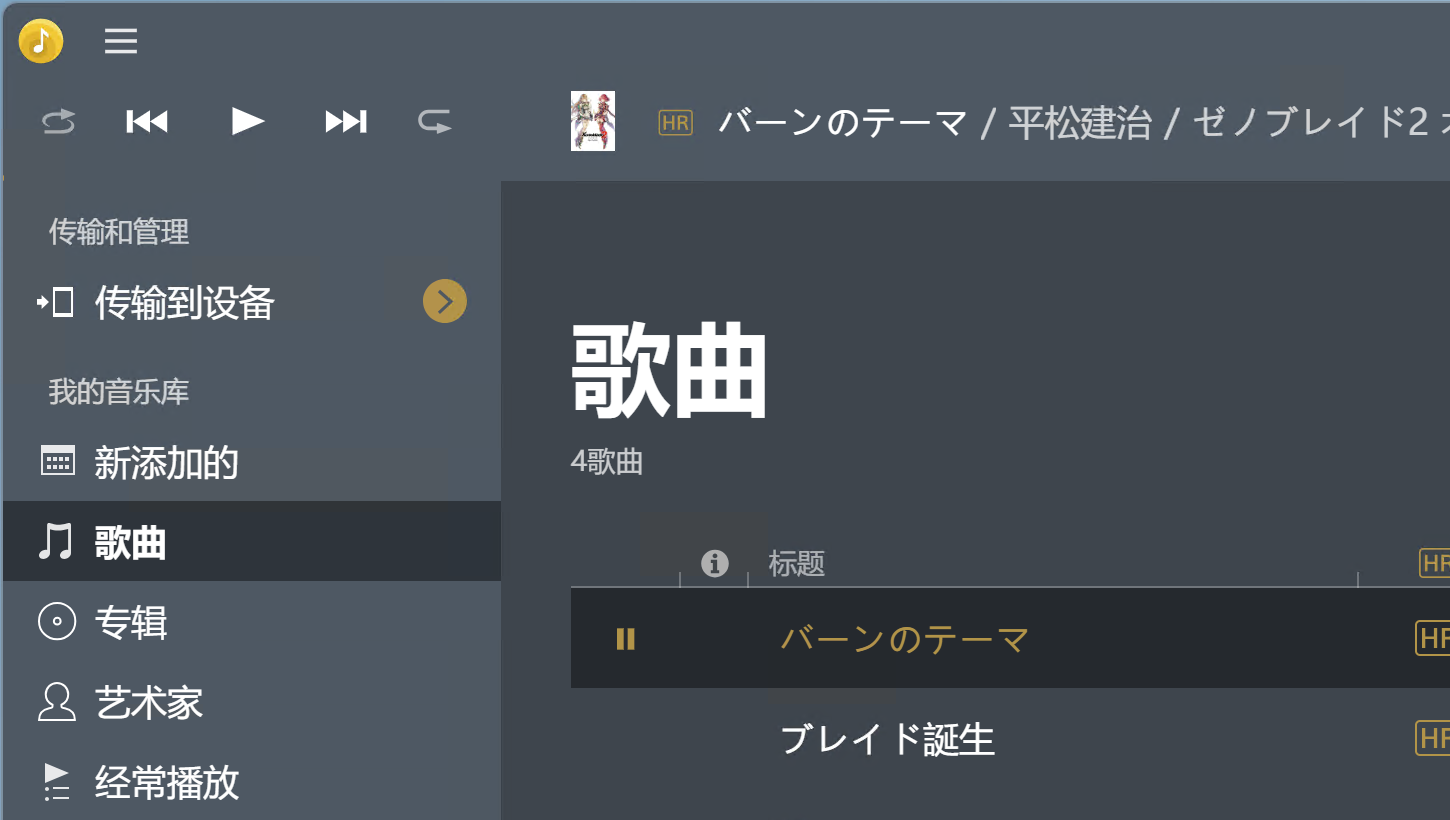 HR バーンのテーマ / 平松建治 / ゼノブレイド2
传输和管理
传输到设备
我的音乐库
新添加的
歌曲
专辑
艺术家
经常播放
歌曲
4歌曲
标题 HR
バーンのテーマ HR
ブレイド誕生 HR